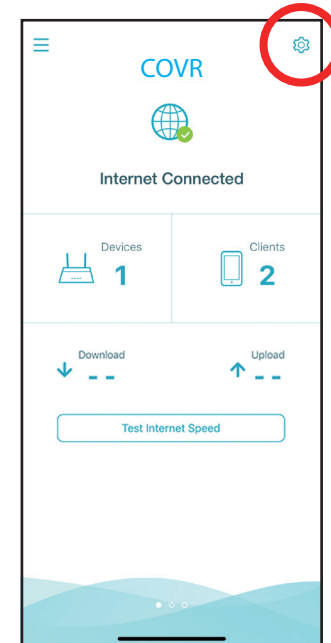 COVR
Internet Connected
Devices
1
Clients
2
Download
- -
Upload
- -
Test Internet Speed